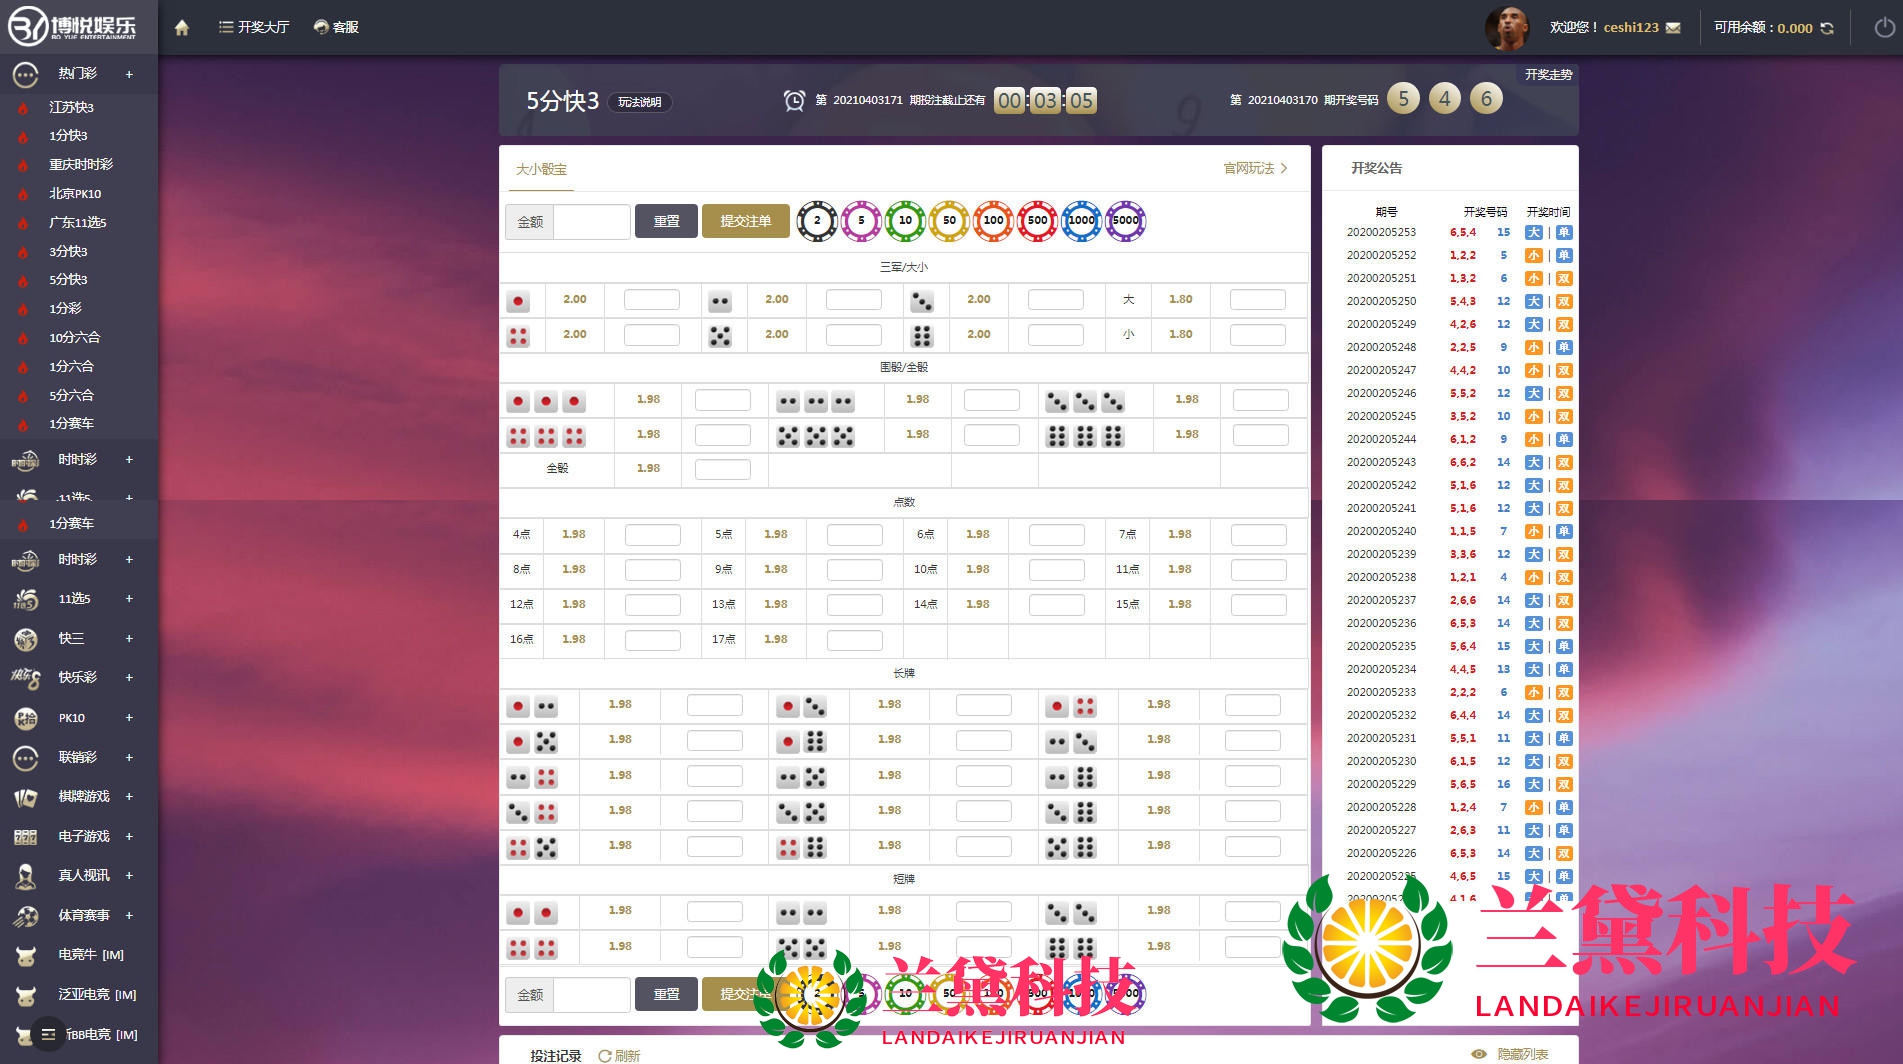 博悦娱乐
BO YUE ENTERTAINMENT
开奖大厅
客服
欢迎您！ceshi123
可用余额：0.000
热门彩 +
江苏快3
1分快3
重庆时时彩
北京PK10
广东11选5
3分快3
5分快3
1分彩
10分六合
1分六合
5分六合
1分赛车
时时彩 +
11选5 +
1分赛车
时时彩 +
11选5 +
快三 +
快乐彩 +
PK10 +
联销彩 +
棋牌游戏 +
电子游戏 +
真人视讯 +
体育赛事 +
电竞牛 [IM]
泛亚电竞 [IM]
新BB电竞 [IM]
5分快3
玩法说明
第 20210403171 期投注截止还有 00:03:05
第 20210403170 期开奖号码 5 4 6
开奖走势
大小骰宝
官网玩法
金额 重置 提交注单 2 5 10 50 100 500 1000 5000
三军/大小
2.00 2.00 2.00 大 1.80
2.00 2.00 2.00 小 1.80
围骰/全骰
1.98 1.98 1.98
1.98 1.98 1.98
全骰 1.98
点数
4点 1.98 5点 1.98 6点 1.98 7点 1.98
8点 1.98 9点 1.98 10点 1.98 11点 1.98
12点 1.98 13点 1.98 14点 1.98 15点 1.98
16点 1.98 17点 1.98
长牌
1.98 1.98 1.98
1.98 1.98 1.98
1.98 1.98 1.98
1.98 1.98 1.98
1.98 1.98 1.98
短牌
1.98 1.98 1.98
1.98 1.98 1.98
金额 重置 提交注单 2 5 10 50
投注记录 刷新
隐藏列表
开奖公告
期号 开奖号码 开奖时间
20200205253 6,5,4 15 大 | 单
20200205252 1,2,2 5 小 | 单
20200205251 1,3,2 6 小 | 双
20200205250 5,4,3 12 大 | 双
20200205249 4,2,6 12 大 | 双
20200205248 2,2,5 9 小 | 单
20200205247 4,4,2 10 小 | 双
20200205246 5,5,2 12 大 | 双
20200205245 3,5,2 10 小 | 双
20200205244 6,1,2 9 小 | 单
20200205243 6,6,2 14 大 | 双
20200205242 5,1,6 12 大 | 双
20200205241 5,1,6 12 大 | 双
20200205240 1,1,5 7 小 | 单
20200205239 3,3,6 12 大 | 双
20200205238 1,2,1 4 小 | 双
20200205237 2,6,6 14 大 | 双
20200205236 6,5,3 14 大 | 双
20200205235 5,6,4 15 大 | 单
20200205234 4,4,5 13 大 | 单
20200205233 2,2,2 6 小 | 双
20200205232 6,4,4 14 大 | 双
20200205231 5,5,1 11 大 | 单
20200205230 6,1,5 12 大 | 双
20200205229 5,6,5 16 大 | 双
20200205228 1,2,4 7 小 | 单
20200205227 2,6,3 11 大 | 单
20200205226 6,5,3 14 大 | 双
20200205225 4,6,5 15 大 | 单
兰黛科技
LANDAIKEJIRUANJIAN
兰黛科技
LANDAIKEJIRUANJIAN